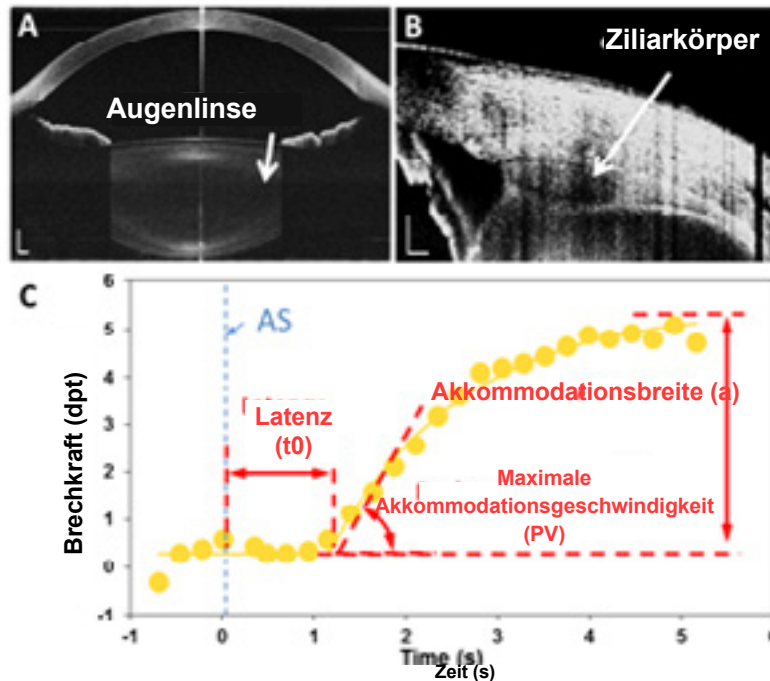 A
Augenlinse
B
Ziliarkörper
C
Brechkraft (dpt)
6
5
4
3
2
1
0
-1
AS
Latenz
(t0)
Akkommodationsbreite (a)
Maximale
Akkommodationsgeschwindigkeit
(PV)
-1
0
1
2
3
4
5
6
Time (s)
Zeit (s)